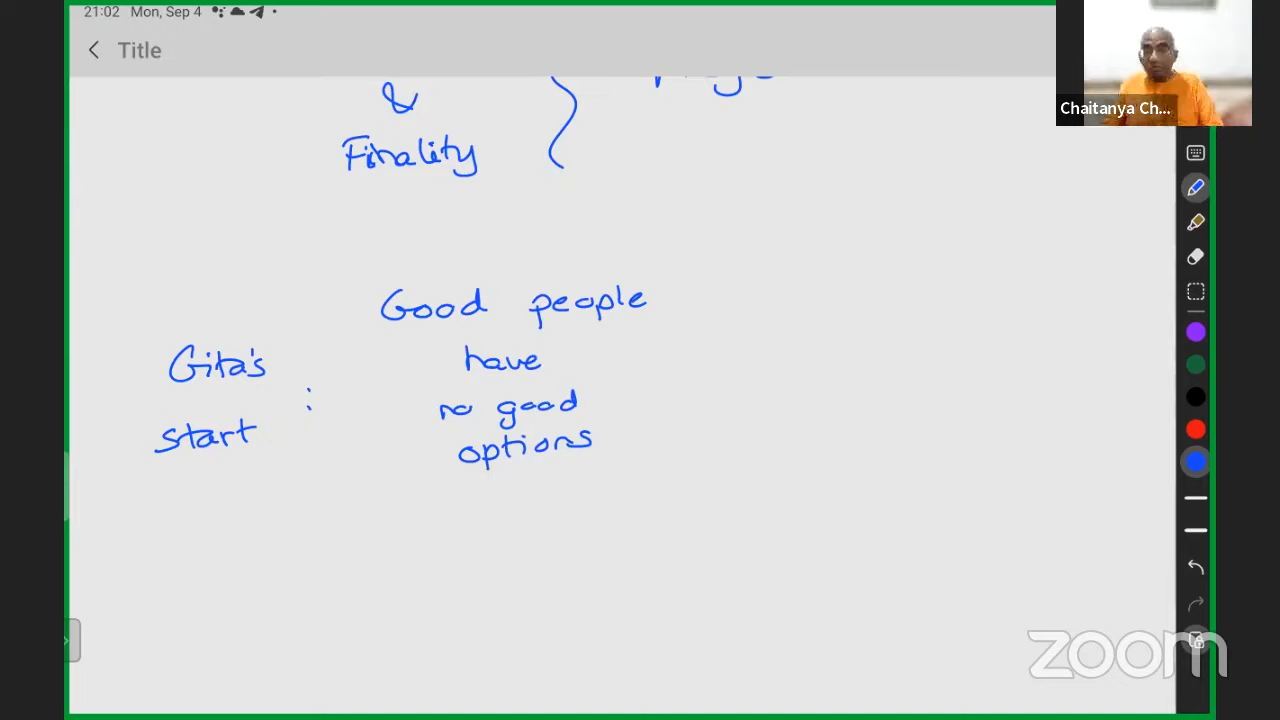 21:02 Mon, Sep 4
Title
Chaitanya Ch...
&
Finality
Good people
Gita's
have
:
no good
start
options
zoom